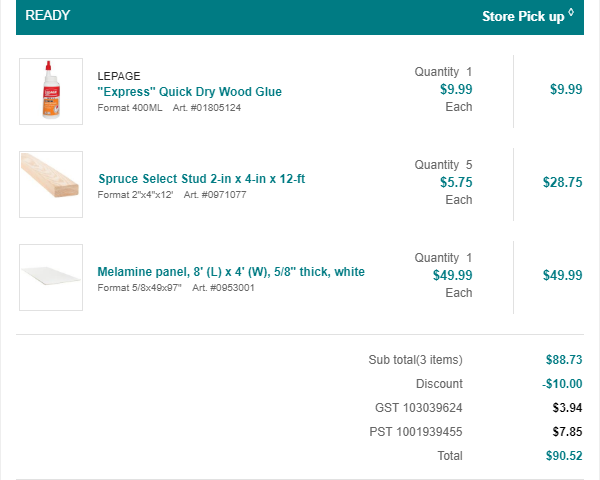 READY
Store Pick up ◊
LEPAGE
"Express" Quick Dry Wood Glue
Format 400ML Art. #01805124
Quantity 1
$9.99
Each
$9.99
Spruce Select Stud 2-in x 4-in x 12-ft
Format 2"x4"x12' Art. #0971077
Quantity 5
$5.75
Each
$28.75
Melamine panel, 8' (L) x 4' (W), 5/8" thick, white
Format 5/8x49x97" Art. #0953001
Quantity 1
$49.99
Each
$49.99
Sub total(3 items) $88.73
Discount -$10.00
GST 103039624 $3.94
PST 1001939455 $7.85
Total $90.52